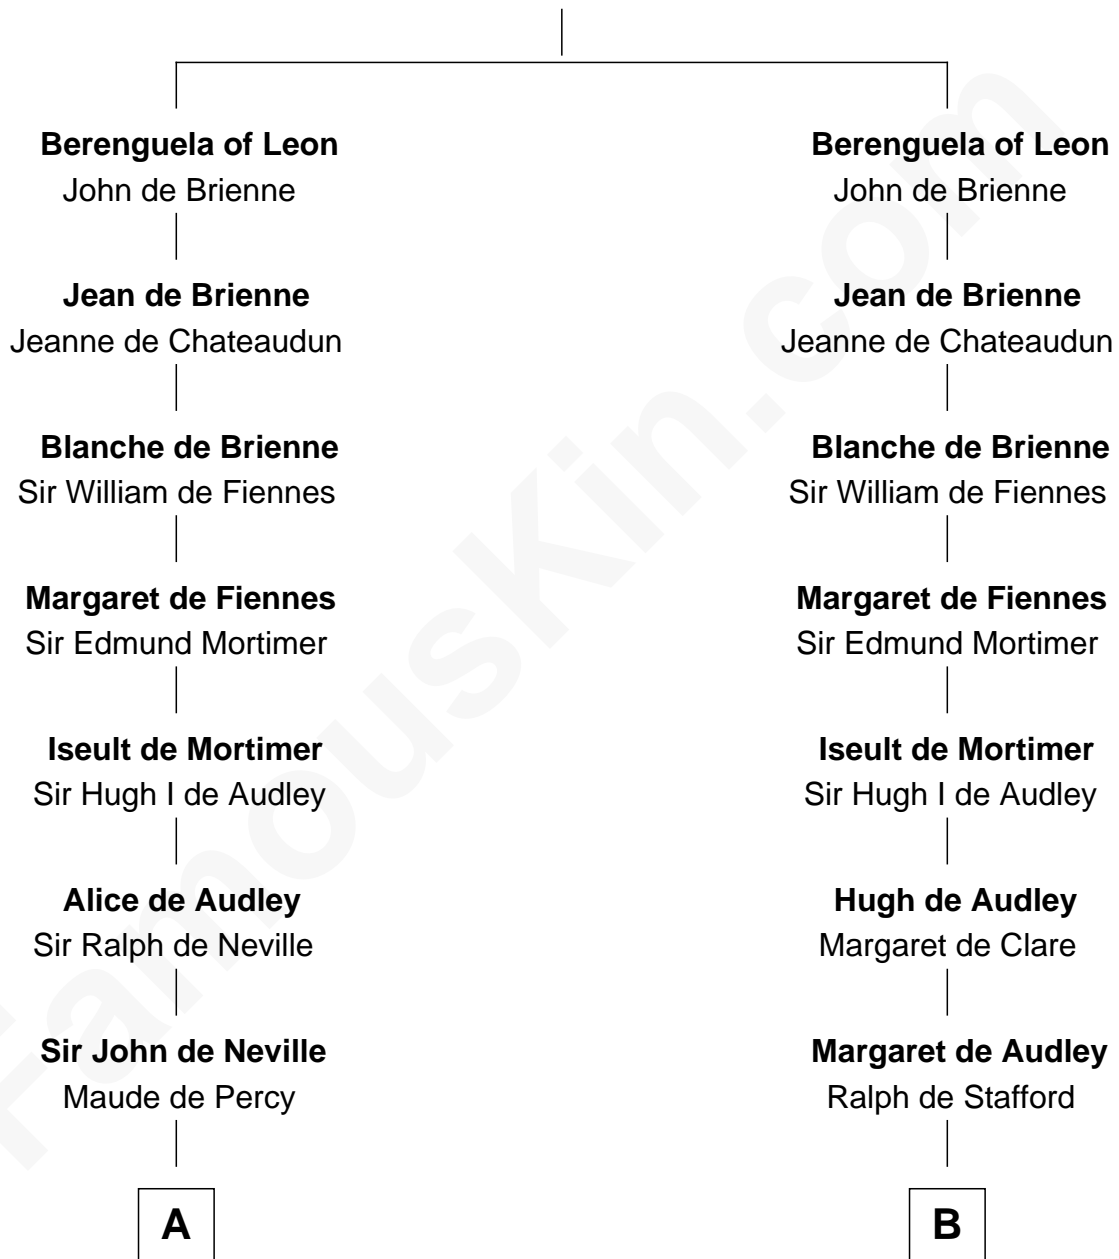 Berenguela of Leon
John de Brienne
Jean de Brienne
Jeanne de Chateaudun
Blanche de Brienne
Sir William de Fiennes
Margaret de Fiennes
Sir Edmund Mortimer
Iseult de Mortimer
Sir Hugh I de Audley
Alice de Audley
Sir Ralph de Neville
Sir John de Neville
Maude de Percy
A
Berenguela of Leon
John de Brienne
Jean de Brienne
Jeanne de Chateaudun
Blanche de Brienne
Sir William de Fiennes
Margaret de Fiennes
Sir Edmund Mortimer
Iseult de Mortimer
Sir Hugh I de Audley
Hugh de Audley
Margaret de Clare
Margaret de Audley
Ralph de Stafford
B
FamousKin.com